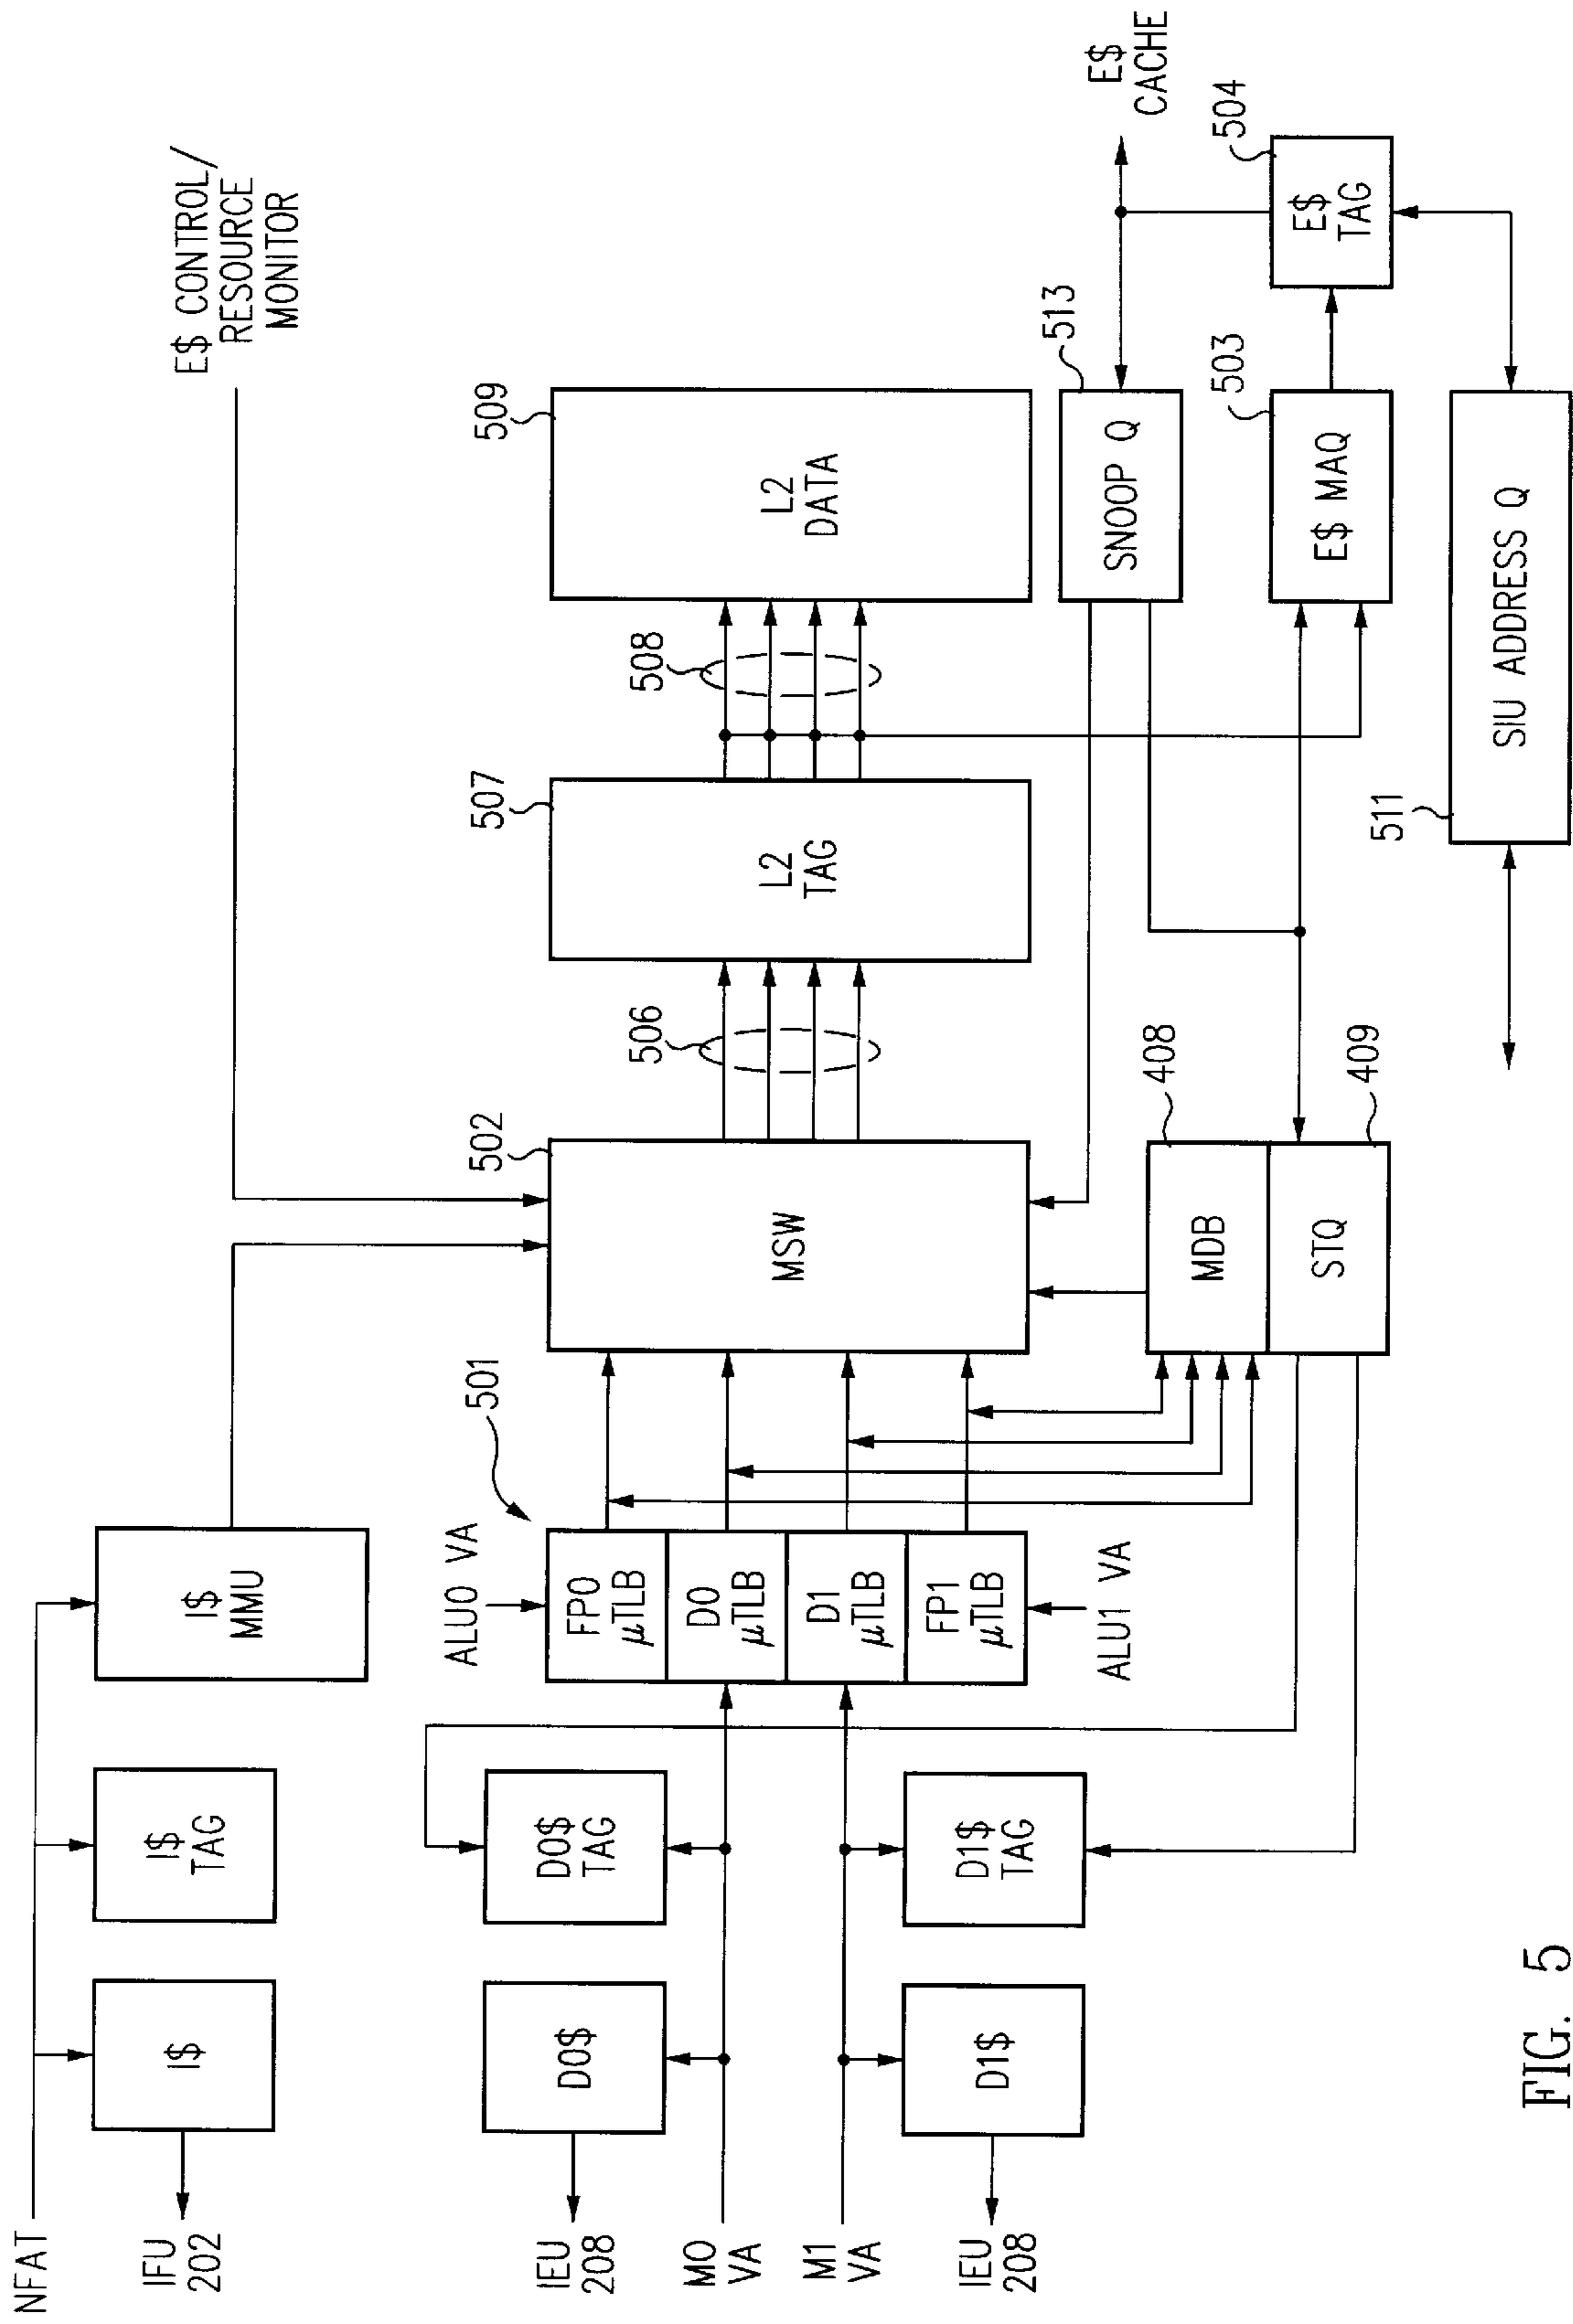 NFAT
IFU
202
I$
I$
TAG
I$
MMU
E$ CONTROL/
RESOURCE
MONITOR
IEU
208
D0$
D0$
TAG
M0
VA
M1
VA
IEU
208
D1$
D1$
TAG
ALU0 VA
501
FP0
μTLB
D0
μTLB
D1
μTLB
FP1
μTLB
ALU1 VA
502
MSW
506
507
L2
TAG
508
509
L2
DATA
MDB
408
STQ
409
513
SNOOP Q
E$
CACHE
503
E$ MAQ
504
E$
TAG
511
SIU ADDRESS Q
FIG. 5